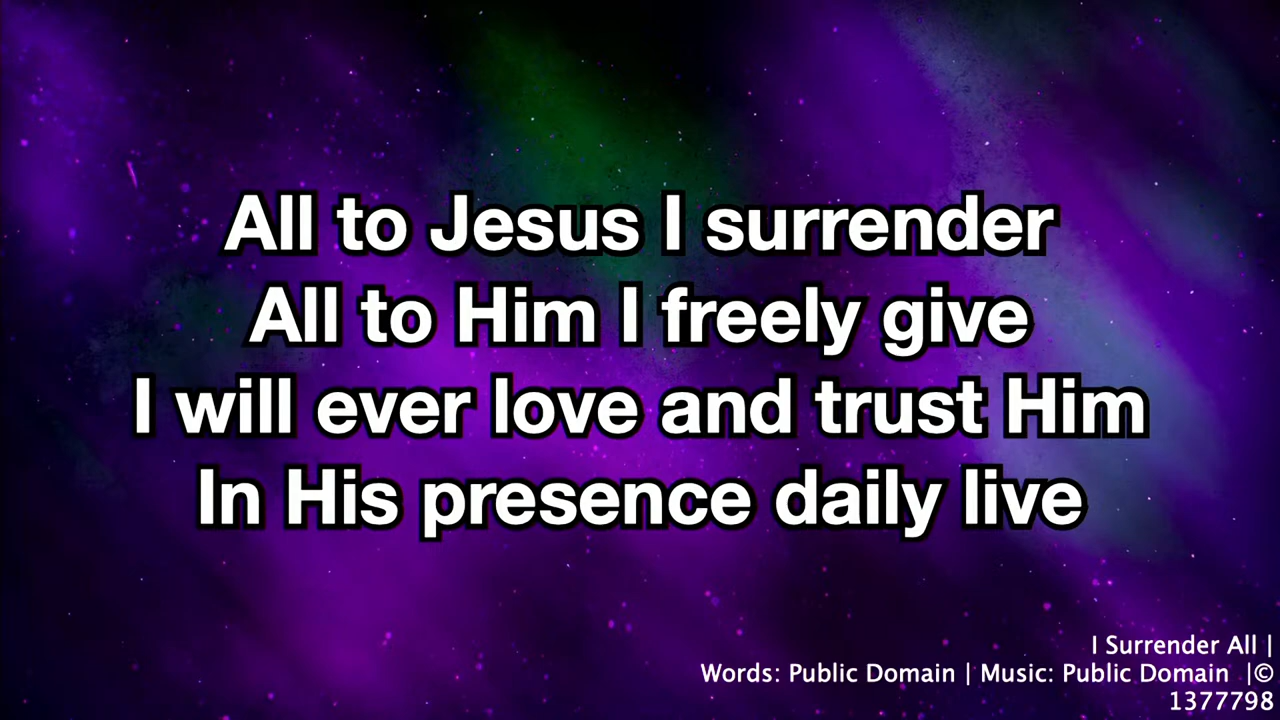 All to Jesus I surrender
All to Him I freely give
I will ever love and trust Him
In His presence daily live
I Surrender All |
Words: Public Domain | Music: Public Domain |©
1377798